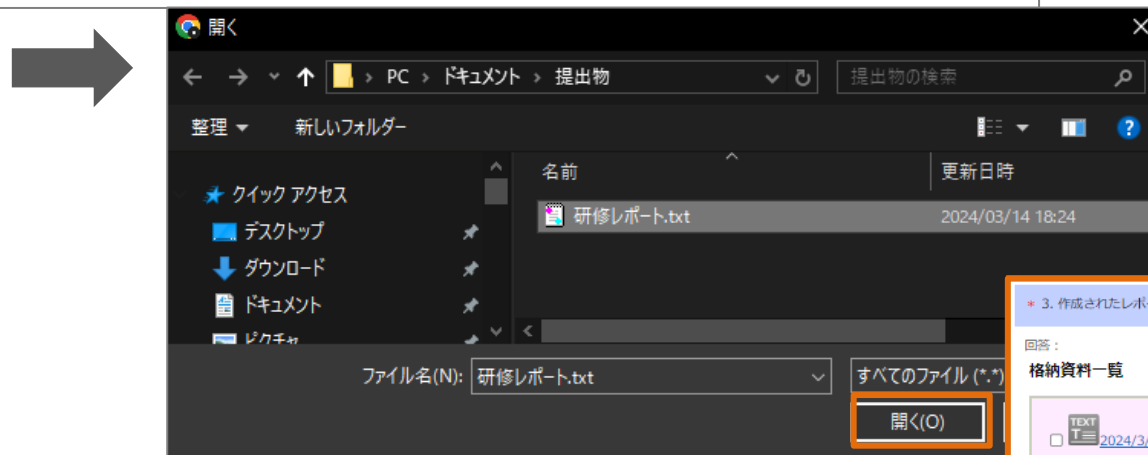 開く
PC › ドキュメント › 提出物
提出物の検索
整理
新しいフォルダー
名前
更新日時
クイック アクセス
研修レポート.txt
2024/03/14 18:24
デスクトップ
ダウンロード
ドキュメント
ピクチャ
ファイル名(N):
研修レポート.txt
すべてのファイル (*.*)
開く(O)
* 3. 作成されたレポ
回答：
格納資料一覧
TEXT
2024/3/